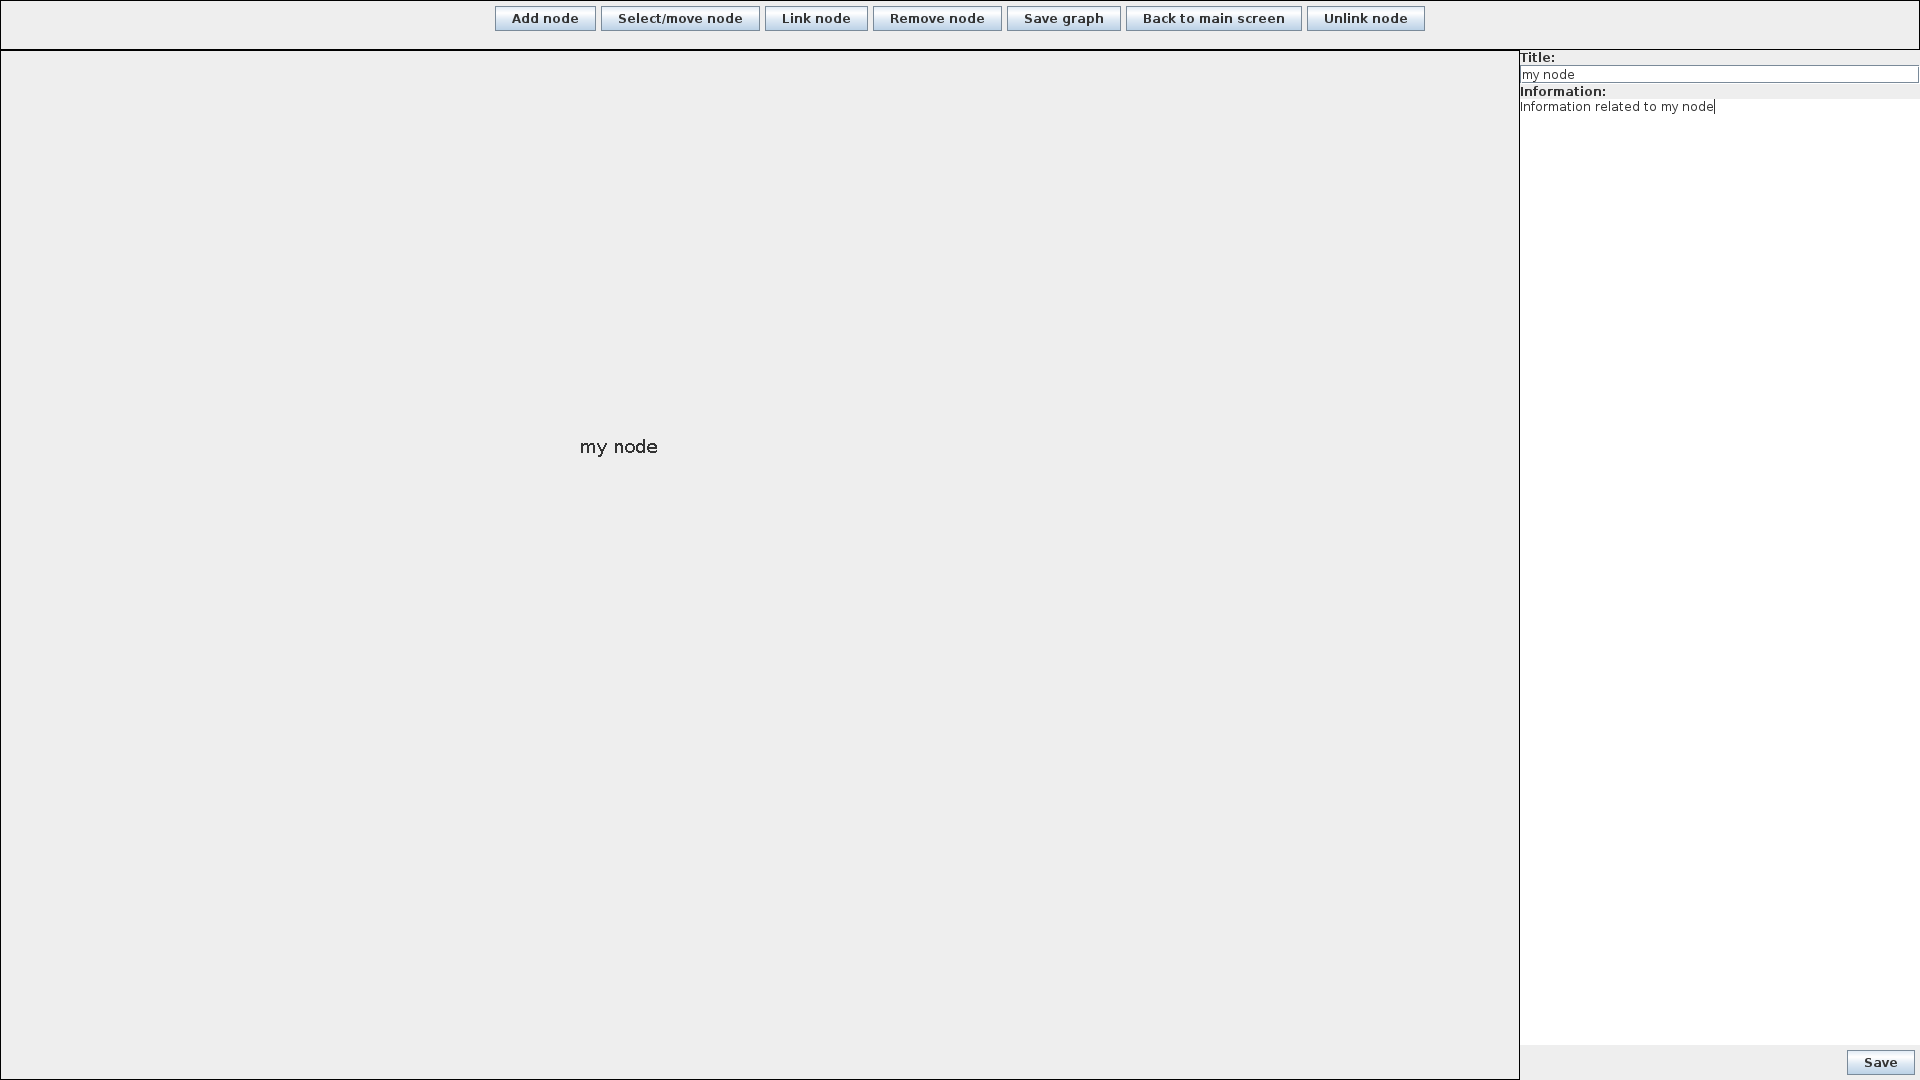 Add node Select/move node Link node Remove node Save graph Back to main screen Unlink node
Title:
my node
Information:
Information related to my node
my node
Save